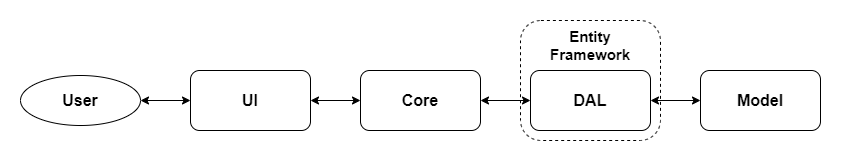 Entity
Framework
User
UI
Core
DAL
Model